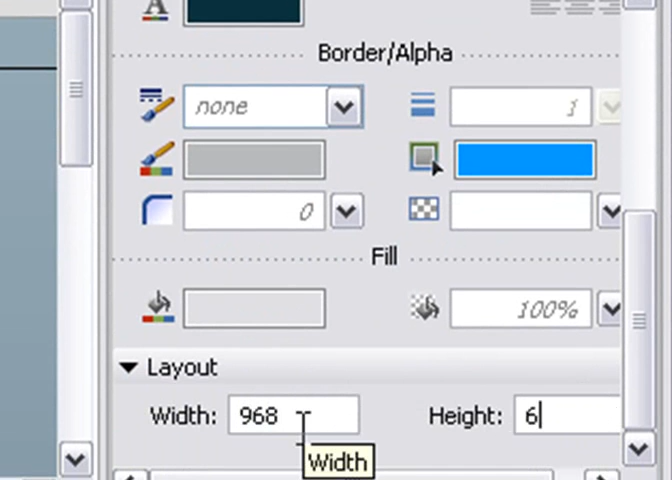 A
Border/Alpha
none 1
0
Fill
100%
Layout
Width: 968 Height: 6
Width